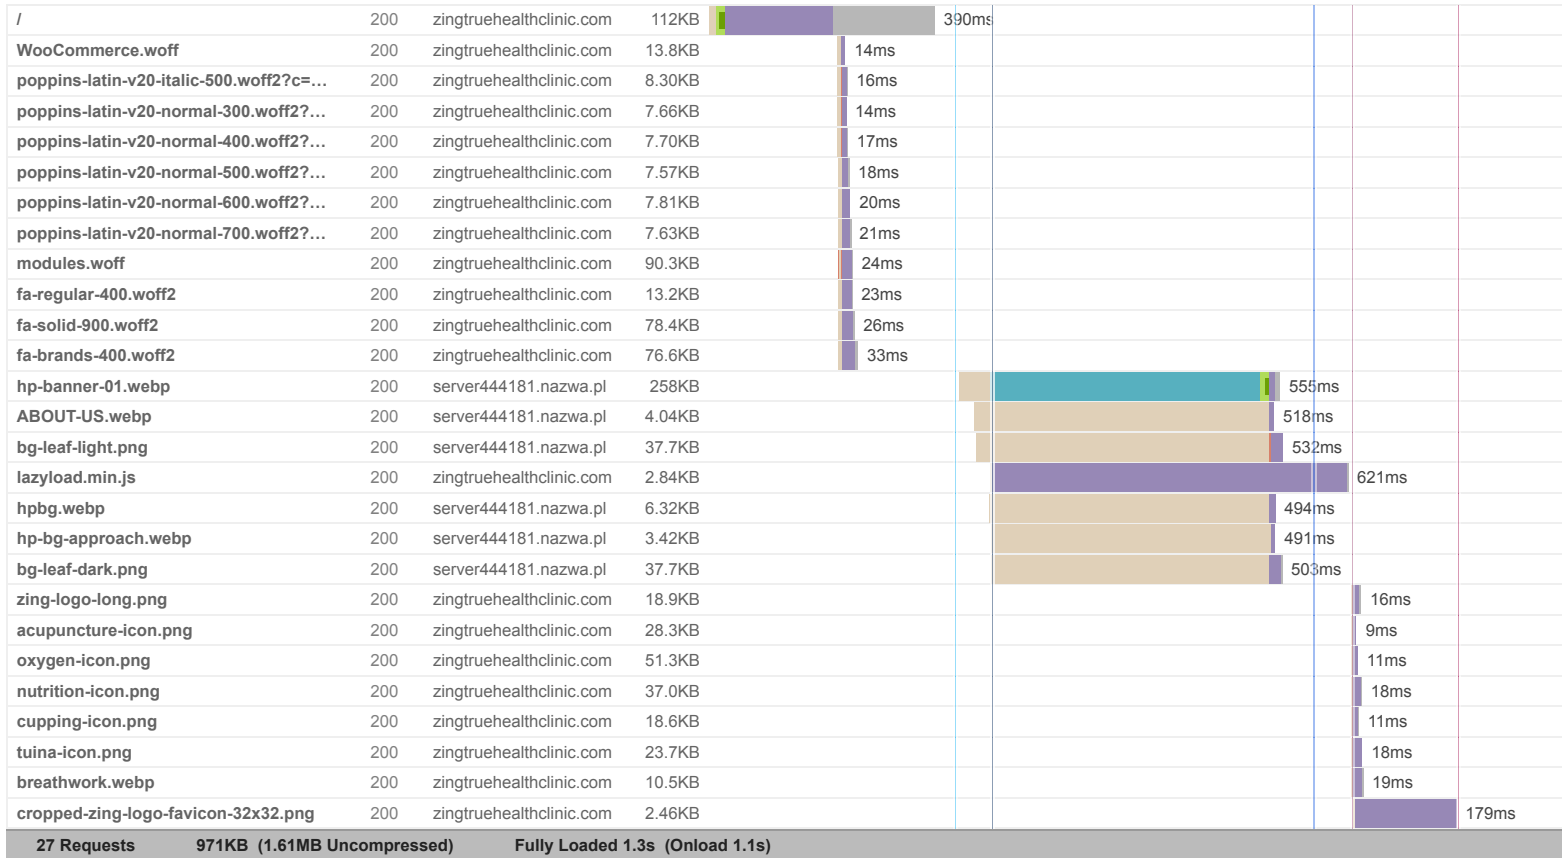 / 200 zingtruehealthclinic.com 112KB 390ms
WooCommerce.woff 200 zingtruehealthclinic.com 13.8KB 14ms
poppins-latin-v20-italic-500.woff2?c=... 200 zingtruehealthclinic.com 8.30KB 16ms
poppins-latin-v20-normal-300.woff2?... 200 zingtruehealthclinic.com 7.66KB 14ms
poppins-latin-v20-normal-400.woff2?... 200 zingtruehealthclinic.com 7.70KB 17ms
poppins-latin-v20-normal-500.woff2?... 200 zingtruehealthclinic.com 7.57KB 18ms
poppins-latin-v20-normal-600.woff2?... 200 zingtruehealthclinic.com 7.81KB 20ms
poppins-latin-v20-normal-700.woff2?... 200 zingtruehealthclinic.com 7.63KB 21ms
modules.woff 200 zingtruehealthclinic.com 90.3KB 24ms
fa-regular-400.woff2 200 zingtruehealthclinic.com 13.2KB 23ms
fa-solid-900.woff2 200 zingtruehealthclinic.com 78.4KB 26ms
fa-brands-400.woff2 200 zingtruehealthclinic.com 76.6KB 33ms
hp-banner-01.webp 200 server444181.nazwa.pl 258KB 555ms
ABOUT-US.webp 200 server444181.nazwa.pl 4.04KB 518ms
bg-leaf-light.png 200 server444181.nazwa.pl 37.7KB 532ms
lazyload.min.js 200 zingtruehealthclinic.com 2.84KB 621ms
hpbg.webp 200 server444181.nazwa.pl 6.32KB 494ms
hp-bg-approach.webp 200 server444181.nazwa.pl 3.42KB 491ms
bg-leaf-dark.png 200 server444181.nazwa.pl 37.7KB 503ms
zing-logo-long.png 200 zingtruehealthclinic.com 18.9KB 16ms
acupuncture-icon.png 200 zingtruehealthclinic.com 28.3KB 9ms
oxygen-icon.png 200 zingtruehealthclinic.com 51.3KB 11ms
nutrition-icon.png 200 zingtruehealthclinic.com 37.0KB 18ms
cupping-icon.png 200 zingtruehealthclinic.com 18.6KB 11ms
tuina-icon.png 200 zingtruehealthclinic.com 23.7KB 18ms
breathwork.webp 200 zingtruehealthclinic.com 10.5KB 19ms
cropped-zing-logo-favicon-32x32.png 200 zingtruehealthclinic.com 2.46KB 179ms
27 Requests 971KB (1.61MB Uncompressed) Fully Loaded 1.3s (Onload 1.1s)